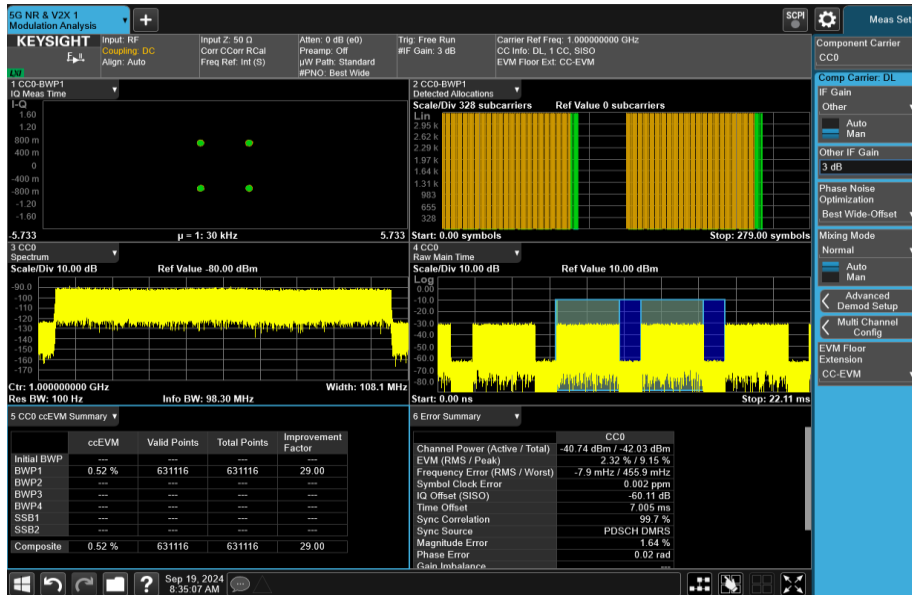 5G NR & V2X 1
Modulation Analysis
SCPI
Meas Set
KEYSIGHT
LXI
Input: RF
Coupling: DC
Align: Auto
Input Z: 50 Ω
Corr CCorr RCal
Freq Ref: Int (S)
Atten: 0 dB (e0)
Preamp: Off
µW Path: Standard
#PNO: Best Wide
Trig: Free Run
#IF Gain: 3 dB
Carrier Ref Freq: 1.000000000 GHz
CC Info: DL, 1 CC, SISO
EVM Floor Ext: CC-EVM
1 CC0-BWP1
IQ Meas Time
I-Q
1.60
1.20
800 m
400 m
0
-400 m
-800 m
-1.20
-1.60
-5.733 µ = 1: 30 kHz 5.733
2 CC0-BWP1
Detected Allocations
Scale/Div 328 subcarriers Ref Value 0 subcarriers
Lin
2.95 k
2.62 k
2.29 k
1.97 k
1.64 k
1.31 k
983
655
328
Start: 0.00 symbols Stop: 279.00 symbols
3 CC0
Spectrum
Scale/Div 10.00 dB Ref Value -80.00 dBm
-90.0
-100
-110
-120
-130
-140
-150
-160
-170
Ctr: 1.00000000 GHz Width: 108.1 MHz
Res BW: 100 Hz Info BW: 98.30 MHz
4 CC0
Raw Main Time
Scale/Div 10.00 dB Ref Value 10.00 dBm
Log
0.00
-10.0
-20.0
-30.0
-40.0
-50.0
-60.0
-70.0
-80.0
Start: 0.00 ns Stop: 22.11 ms
5 CC0 ccEVM Summary
ccEVM Valid Points Total Points Improvement Factor
Initial BWP --- --- --- ---
BWP1 0.52 % 631116 631116 29.00
BWP2 --- --- --- ---
BWP3 --- --- --- ---
BWP4 --- --- --- ---
SSB1 --- --- --- ---
SSB2 --- --- --- ---
Composite 0.52 % 631116 631116 29.00
6 Error Summary
CC0
Channel Power (Active / Total) -40.74 dBm / -42.03 dBm
EVM (RMS / Peak) 2.32 % / 9.15 %
Frequency Error (RMS / Worst) -7.9 mHz / 455.9 mHz
Symbol Clock Error 0.002 ppm
IQ Offset (SISO) -60.11 dB
Time Offset 7.005 ms
Sync Correlation 99.7 %
Sync Source PDSCH DMRS
Magnitude Error 1.64 %
Phase Error 0.02 rad
Gain Imbalance ---
Component Carrier
CC0
Comp Carrier: DL
IF Gain
Other
Auto
Man
Other IF Gain
3 dB
Phase Noise
Optimization
Best Wide-Offset
Mixing Mode
Normal
Auto
Man
Advanced
Demod Setup
Multi Channel
Config
EVM Floor
Extension
CC-EVM
?
Sep 19, 2024
8:35:07 AM